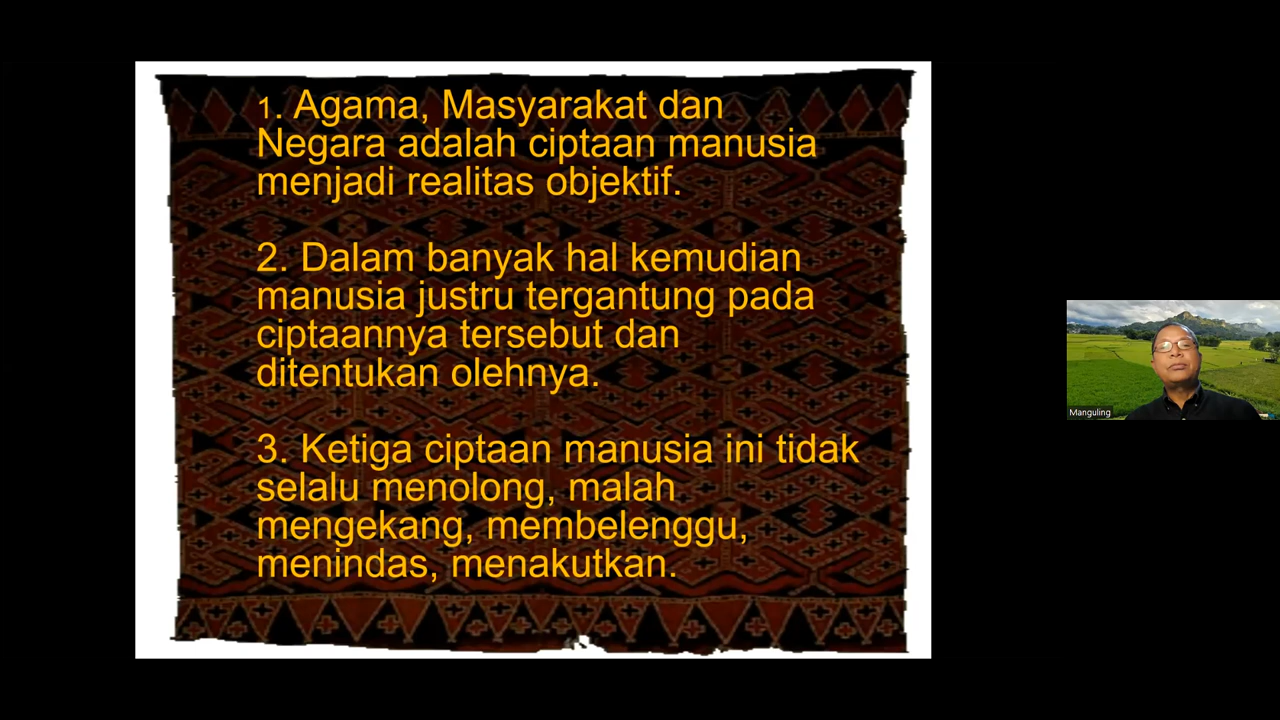 1. Agama, Masyarakat dan
Negara adalah ciptaan manusia
menjadi realitas objektif.
2. Dalam banyak hal kemudian
manusia justru tergantung pada
ciptaannya tersebut dan
ditentukan olehnya.
3. Ketiga ciptaan manusia ini tidak
selalu menolong, malah
mengekang, membelenggu,
menindas, menakutkan.
Manguling